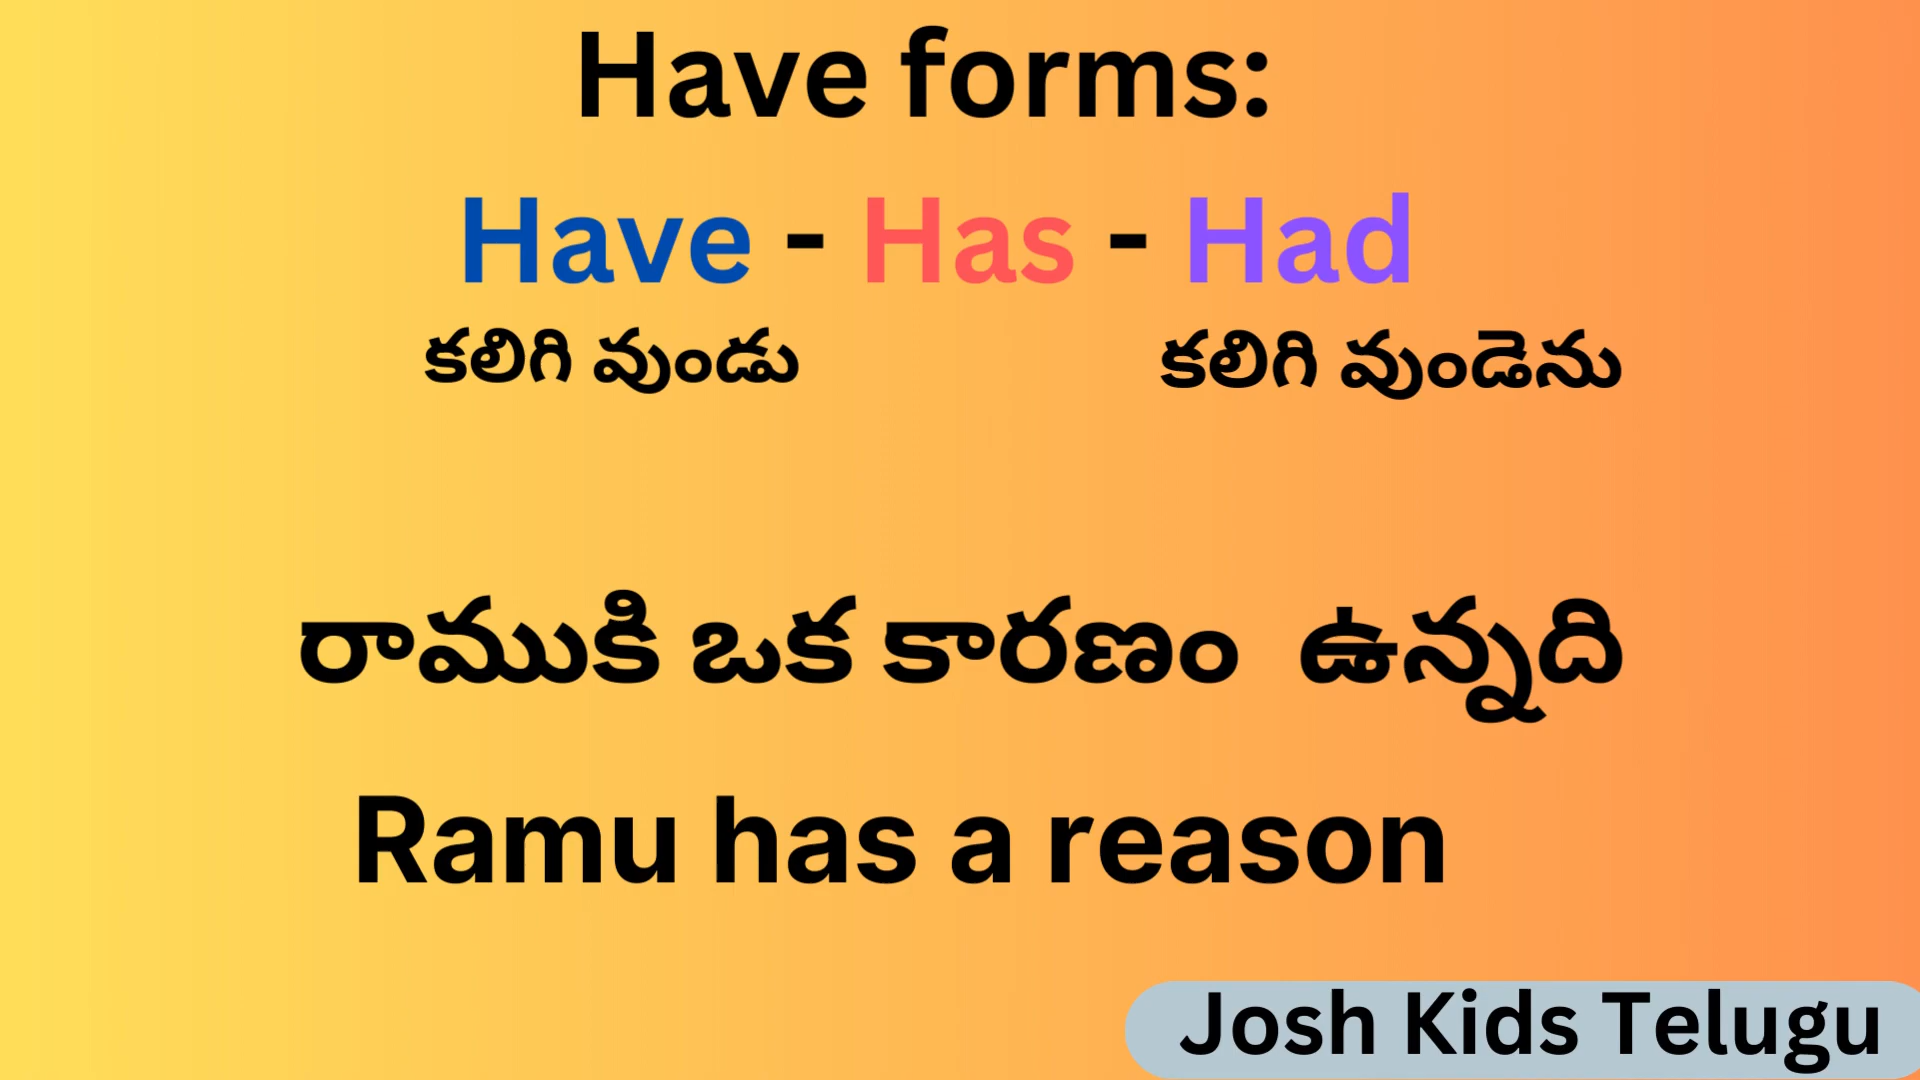 Have forms:
Have - Has - Had
కలిగి వుండు కలిగి వుండెను
రాముకి ఒక కారణం ఉన్నది
Ramu has a reason
Josh Kids Telugu